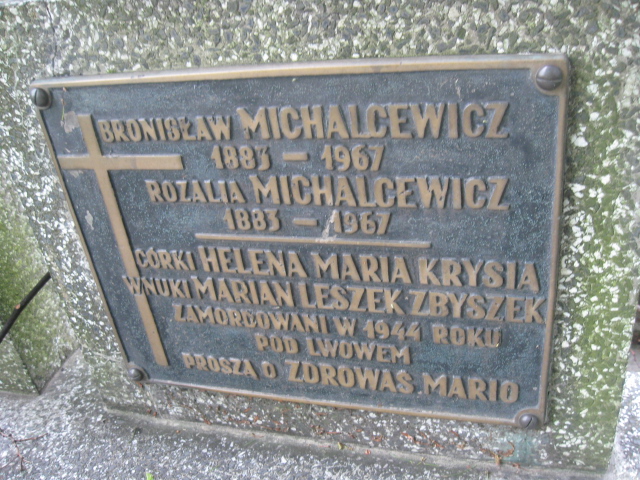 BRONISŁAW MICHALCEWICZ
1883 – 1967
ROZALIA MICHALCEWICZ
1883 – 1967
CÓRKI HELENA MARIA KRYSIA
WNUKI MARIAN LESZEK ZBYSZEK
ZAMORDOWANI W 1944 ROKU
POD LWOWEM
PROSZĄ O ZDROWAŚ MARIO